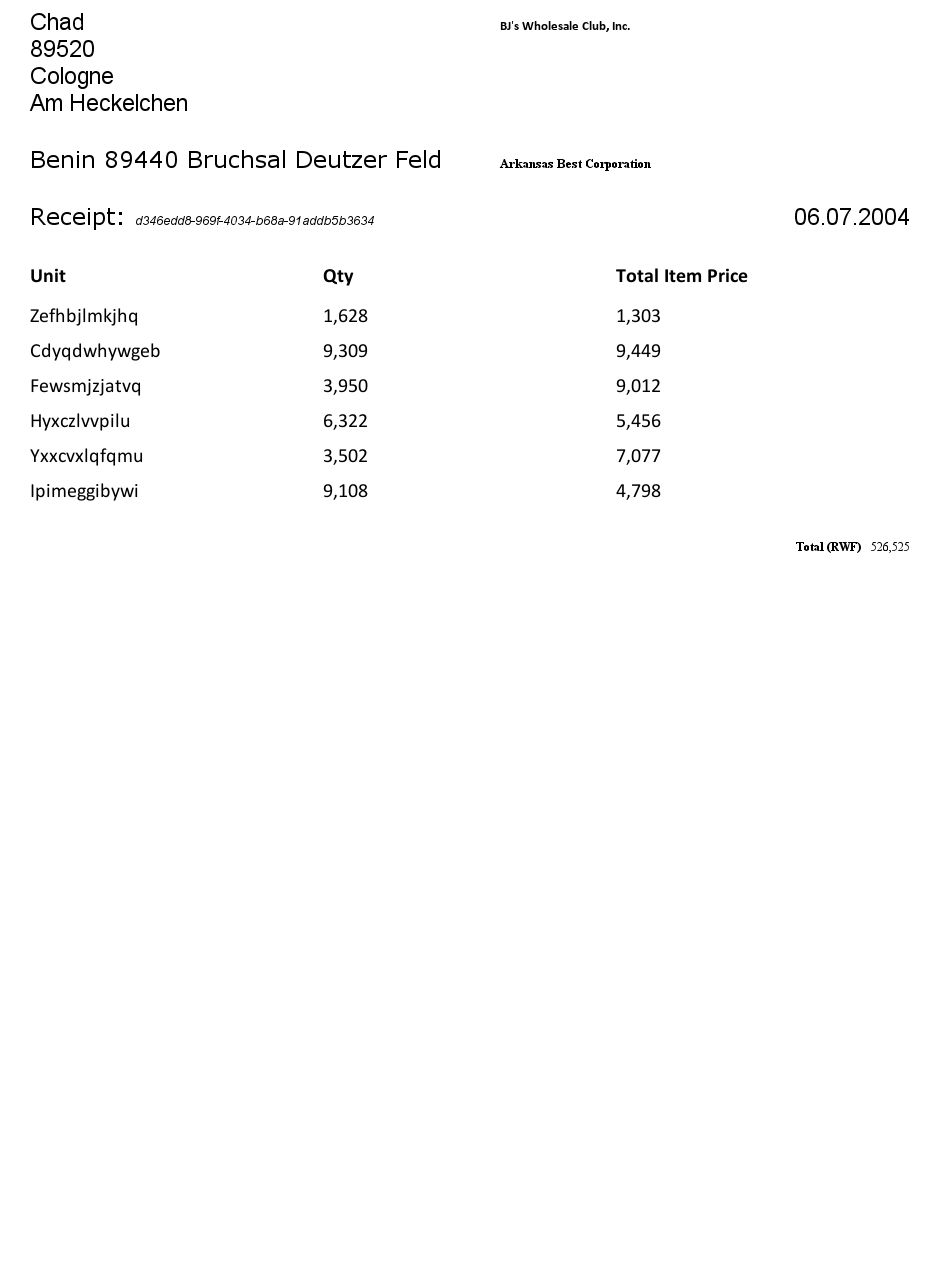 Chad
BJ's Wholesale Club, Inc.
89520
Cologne
Am Heckelchen
Benin 89440 Bruchsal Deutzer Feld
Arkansas Best Corporation
Receipt: d346edd8-969f-4034-b68a-91addb5b3634
06.07.2004
Unit Qty Total Item Price
Zefhbjlmkjhq 1,628 1,303
Cdyqdwhywgeb 9,309 9,449
Fewsmjzjatvq 3,950 9,012
Hyxczlvvpilu 6,322 5,456
Yxxcvxlqfqmu 3,502 7,077
Ipimeggibywi 9,108 4,798
Total (RWF) 526,525